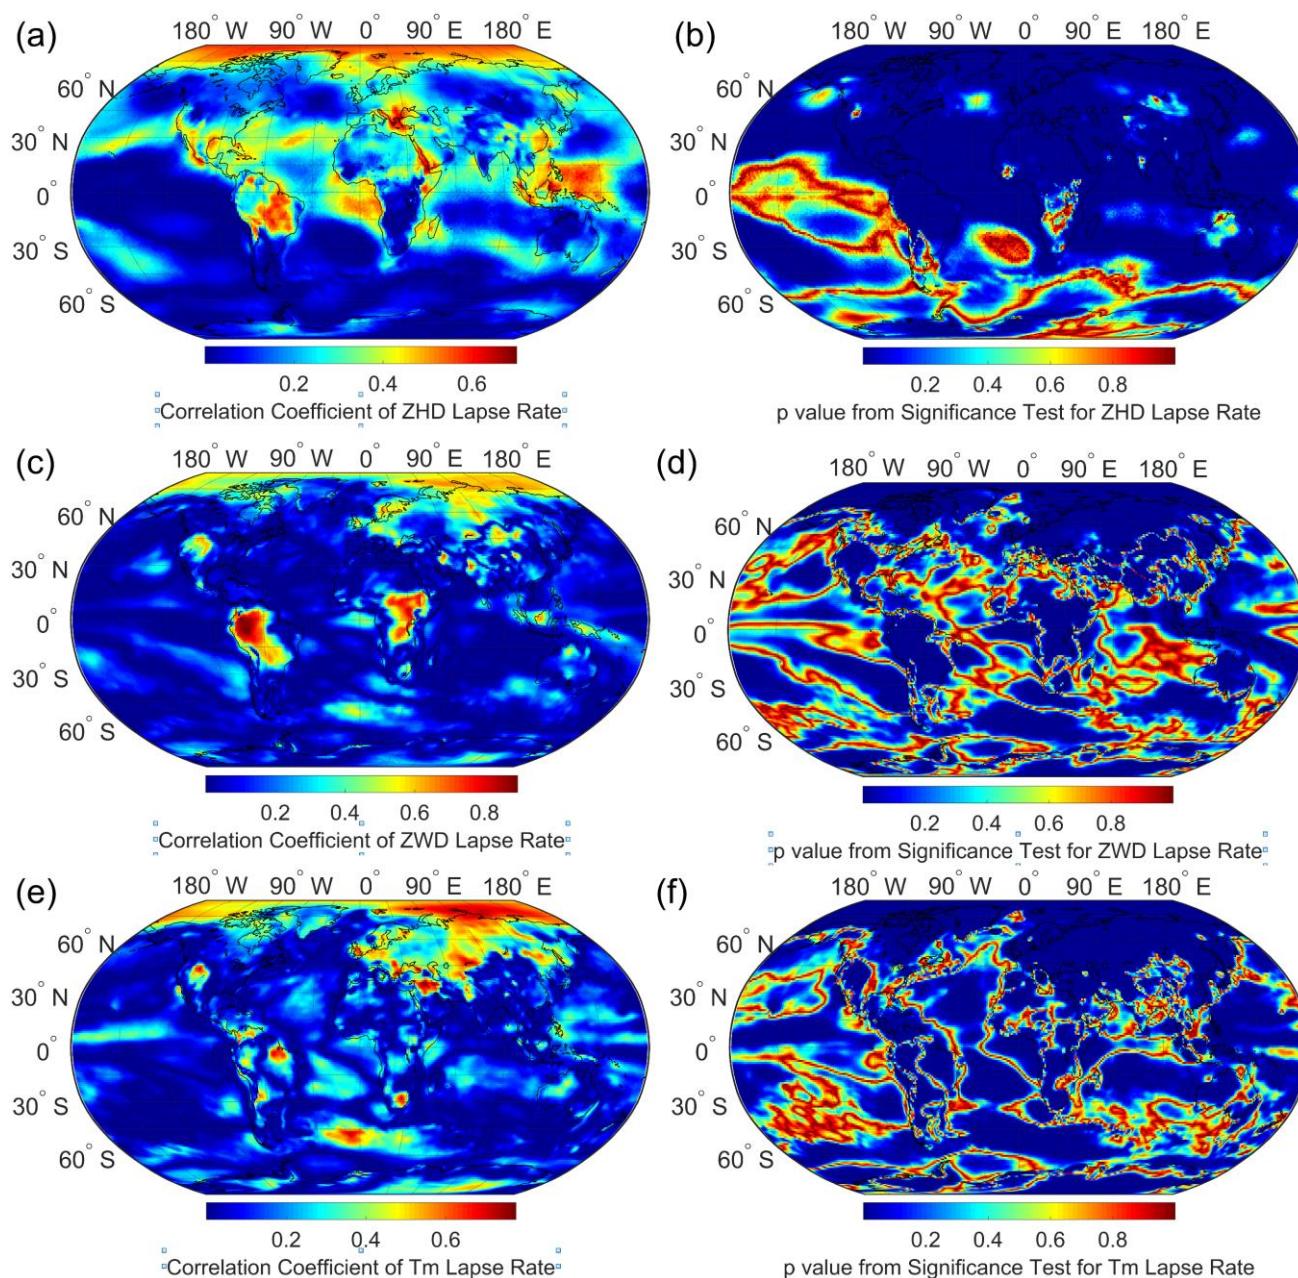 (a)
180° W 90° W 0° 90° E 180° E
60° N
30° N
0°
30° S
60° S
0.2 0.4 0.6
Correlation Coefficient of ZHD Lapse Rate
(b)
180° W 90° W 0° 90° E 180° E
60° N
30° N
0°
30° S
60° S
0.2 0.4 0.6 0.8
p value from Significance Test for ZHD Lapse Rate
(c)
180° W 90° W 0° 90° E 180° E
60° N
30° N
0°
30° S
60° S
0.2 0.4 0.6 0.8
Correlation Coefficient of ZWD Lapse Rate
(d)
180° W 90° W 0° 90° E 180° E
60° N
30° N
0°
30° S
60° S
0.2 0.4 0.6 0.8
p value from Significance Test for ZWD Lapse Rate
(e)
180° W 90° W 0° 90° E 180° E
60° N
30° N
0°
30° S
60° S
0.2 0.4 0.6
Correlation Coefficient of Tm Lapse Rate
(f)
180° W 90° W 0° 90° E 180° E
60° N
30° N
0°
30° S
60° S
0.2 0.4 0.6 0.8
p value from Significance Test for Tm Lapse Rate